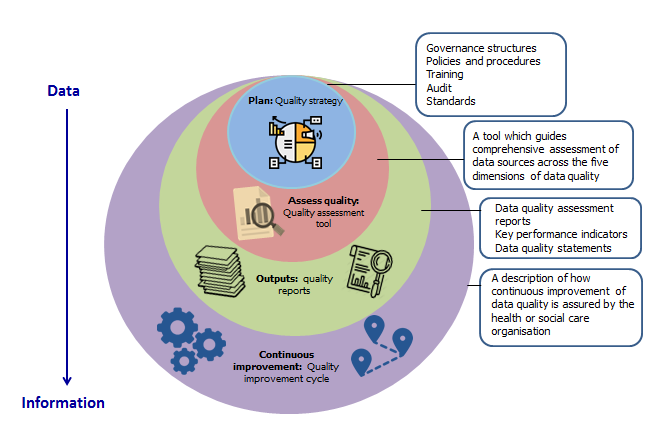 Data
Information
Plan: Quality strategy
Assess quality:
Quality assessment
tool
Outputs: quality
reports
Continuous
improvement: Quality
improvement cycle
Governance structures
Policies and procedures
Training
Audit
Standards
A tool which guides
comprehensive assessment of
data sources across the five
dimensions of data quality
Data quality assessment
reports
Key performance indicators
Data quality statements
A description of how
continuous improvement of
data quality is assured by the
health or social care
organisation